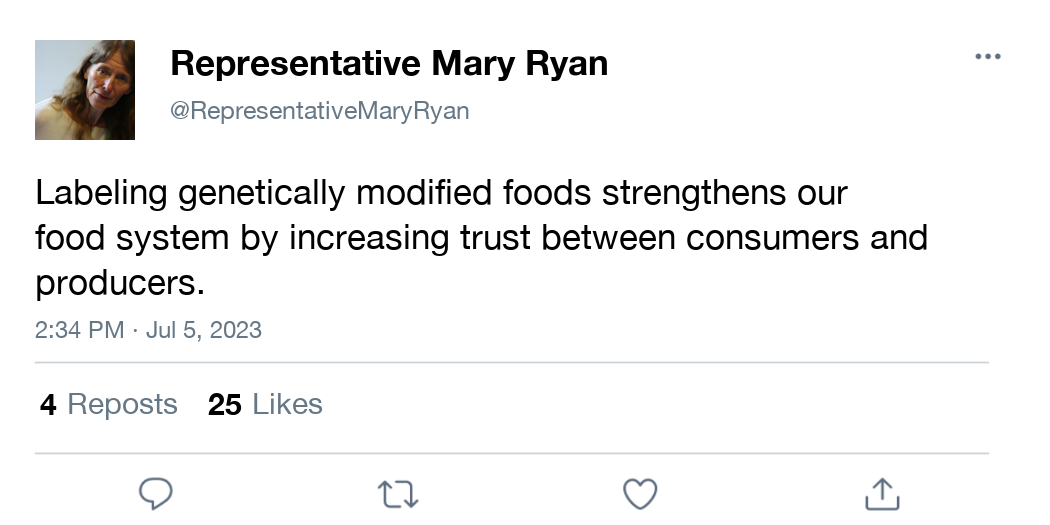 Representative Mary Ryan
@RepresentativeMaryRyan
Labeling genetically modified foods strengthens our
food system by increasing trust between consumers and
producers.
2:34 PM · Jul 5, 2023
4 Reposts 25 Likes